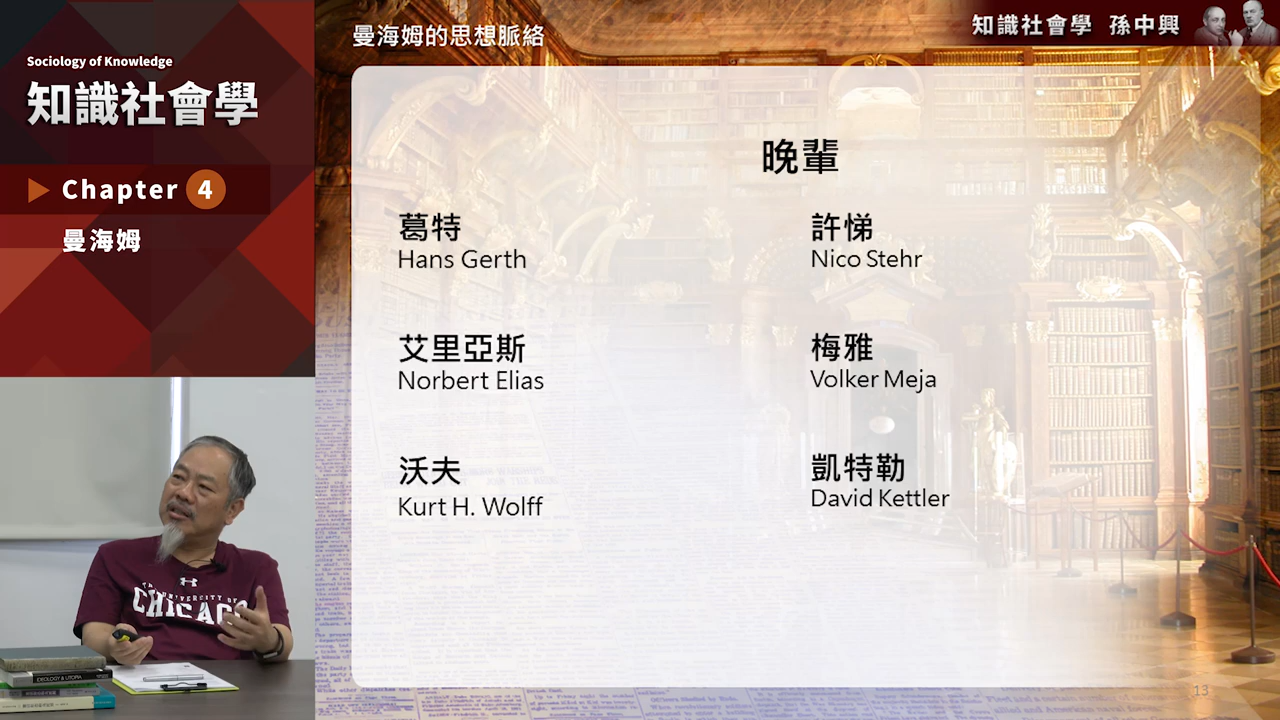 Sociology of Knowledge
知識社會學
Chapter 4
曼海姆
曼海姆的思想脈絡
知識社會學 孫中興
晚輩
葛特
Hans Gerth
艾里亞斯
Norbert Elias
沃夫
Kurt H. Wolff
許悌
Nico Stehr
梅雅
Volker Meja
凱特勒
David Kettler
THE UNIVERSITY OF
CHICAGO
IDEOLOGY & UTOPIA
13